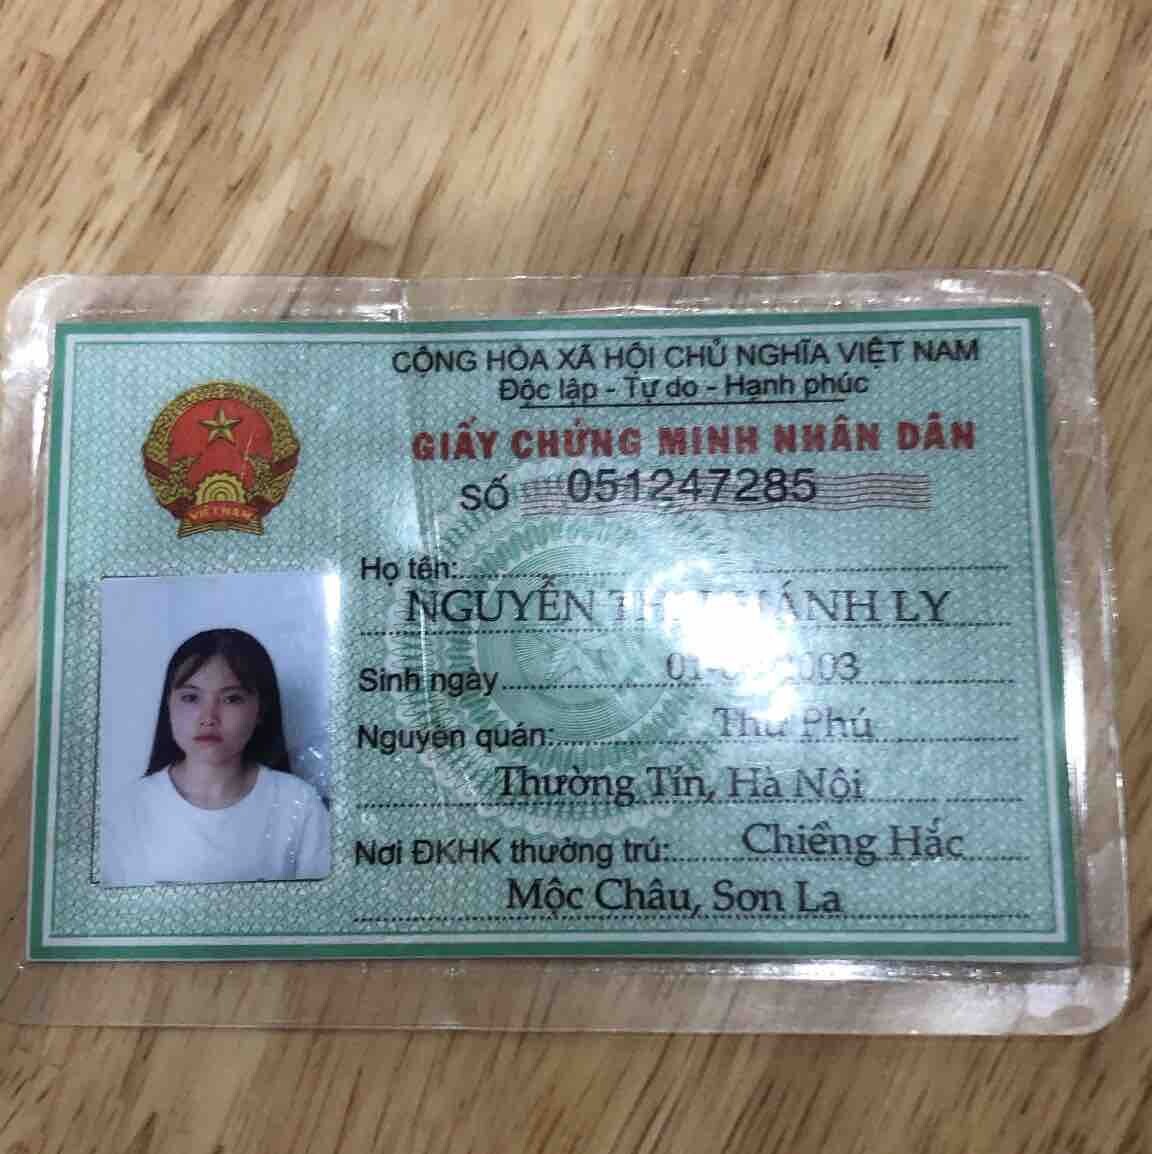 CỘNG HÒA XÃ HỘI CHỦ NGHĨA VIỆT NAM
Độc lập - Tự do - Hạnh phúc
GIẤY CHỨNG MINH NHÂN DÂN
SỐ 051247285
VIỆT NAM
Họ tên:
NGUYỄN LY
Sinh ngày
Nguyên quán: Thư Phú
Thường Tín, Hà Nội
Nơi ĐKHK thường trú: Chiềng Hắc
Mộc Châu, Sơn La